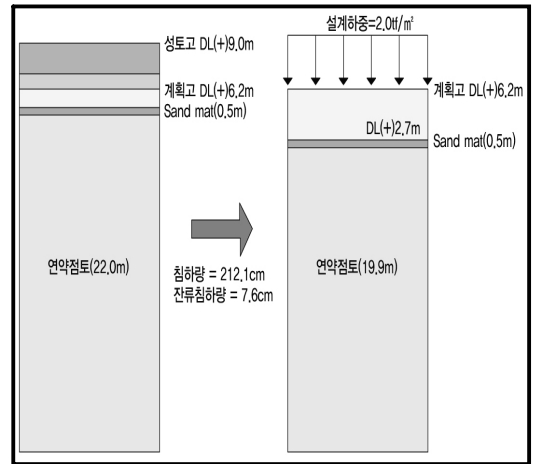 성토고 DL(+)9.0m
계획고 DL(+)6.2m
Sand mat(0.5m)
연약점토(22.0m)
침하량 = 212.1cm
잔류침하량 = 7.6cm
설계하중=2.0tf/㎡
계획고 DL(+)6.2m
DL(+)2.7m
Sand mat(0.5m)
연약점토(19.9m)